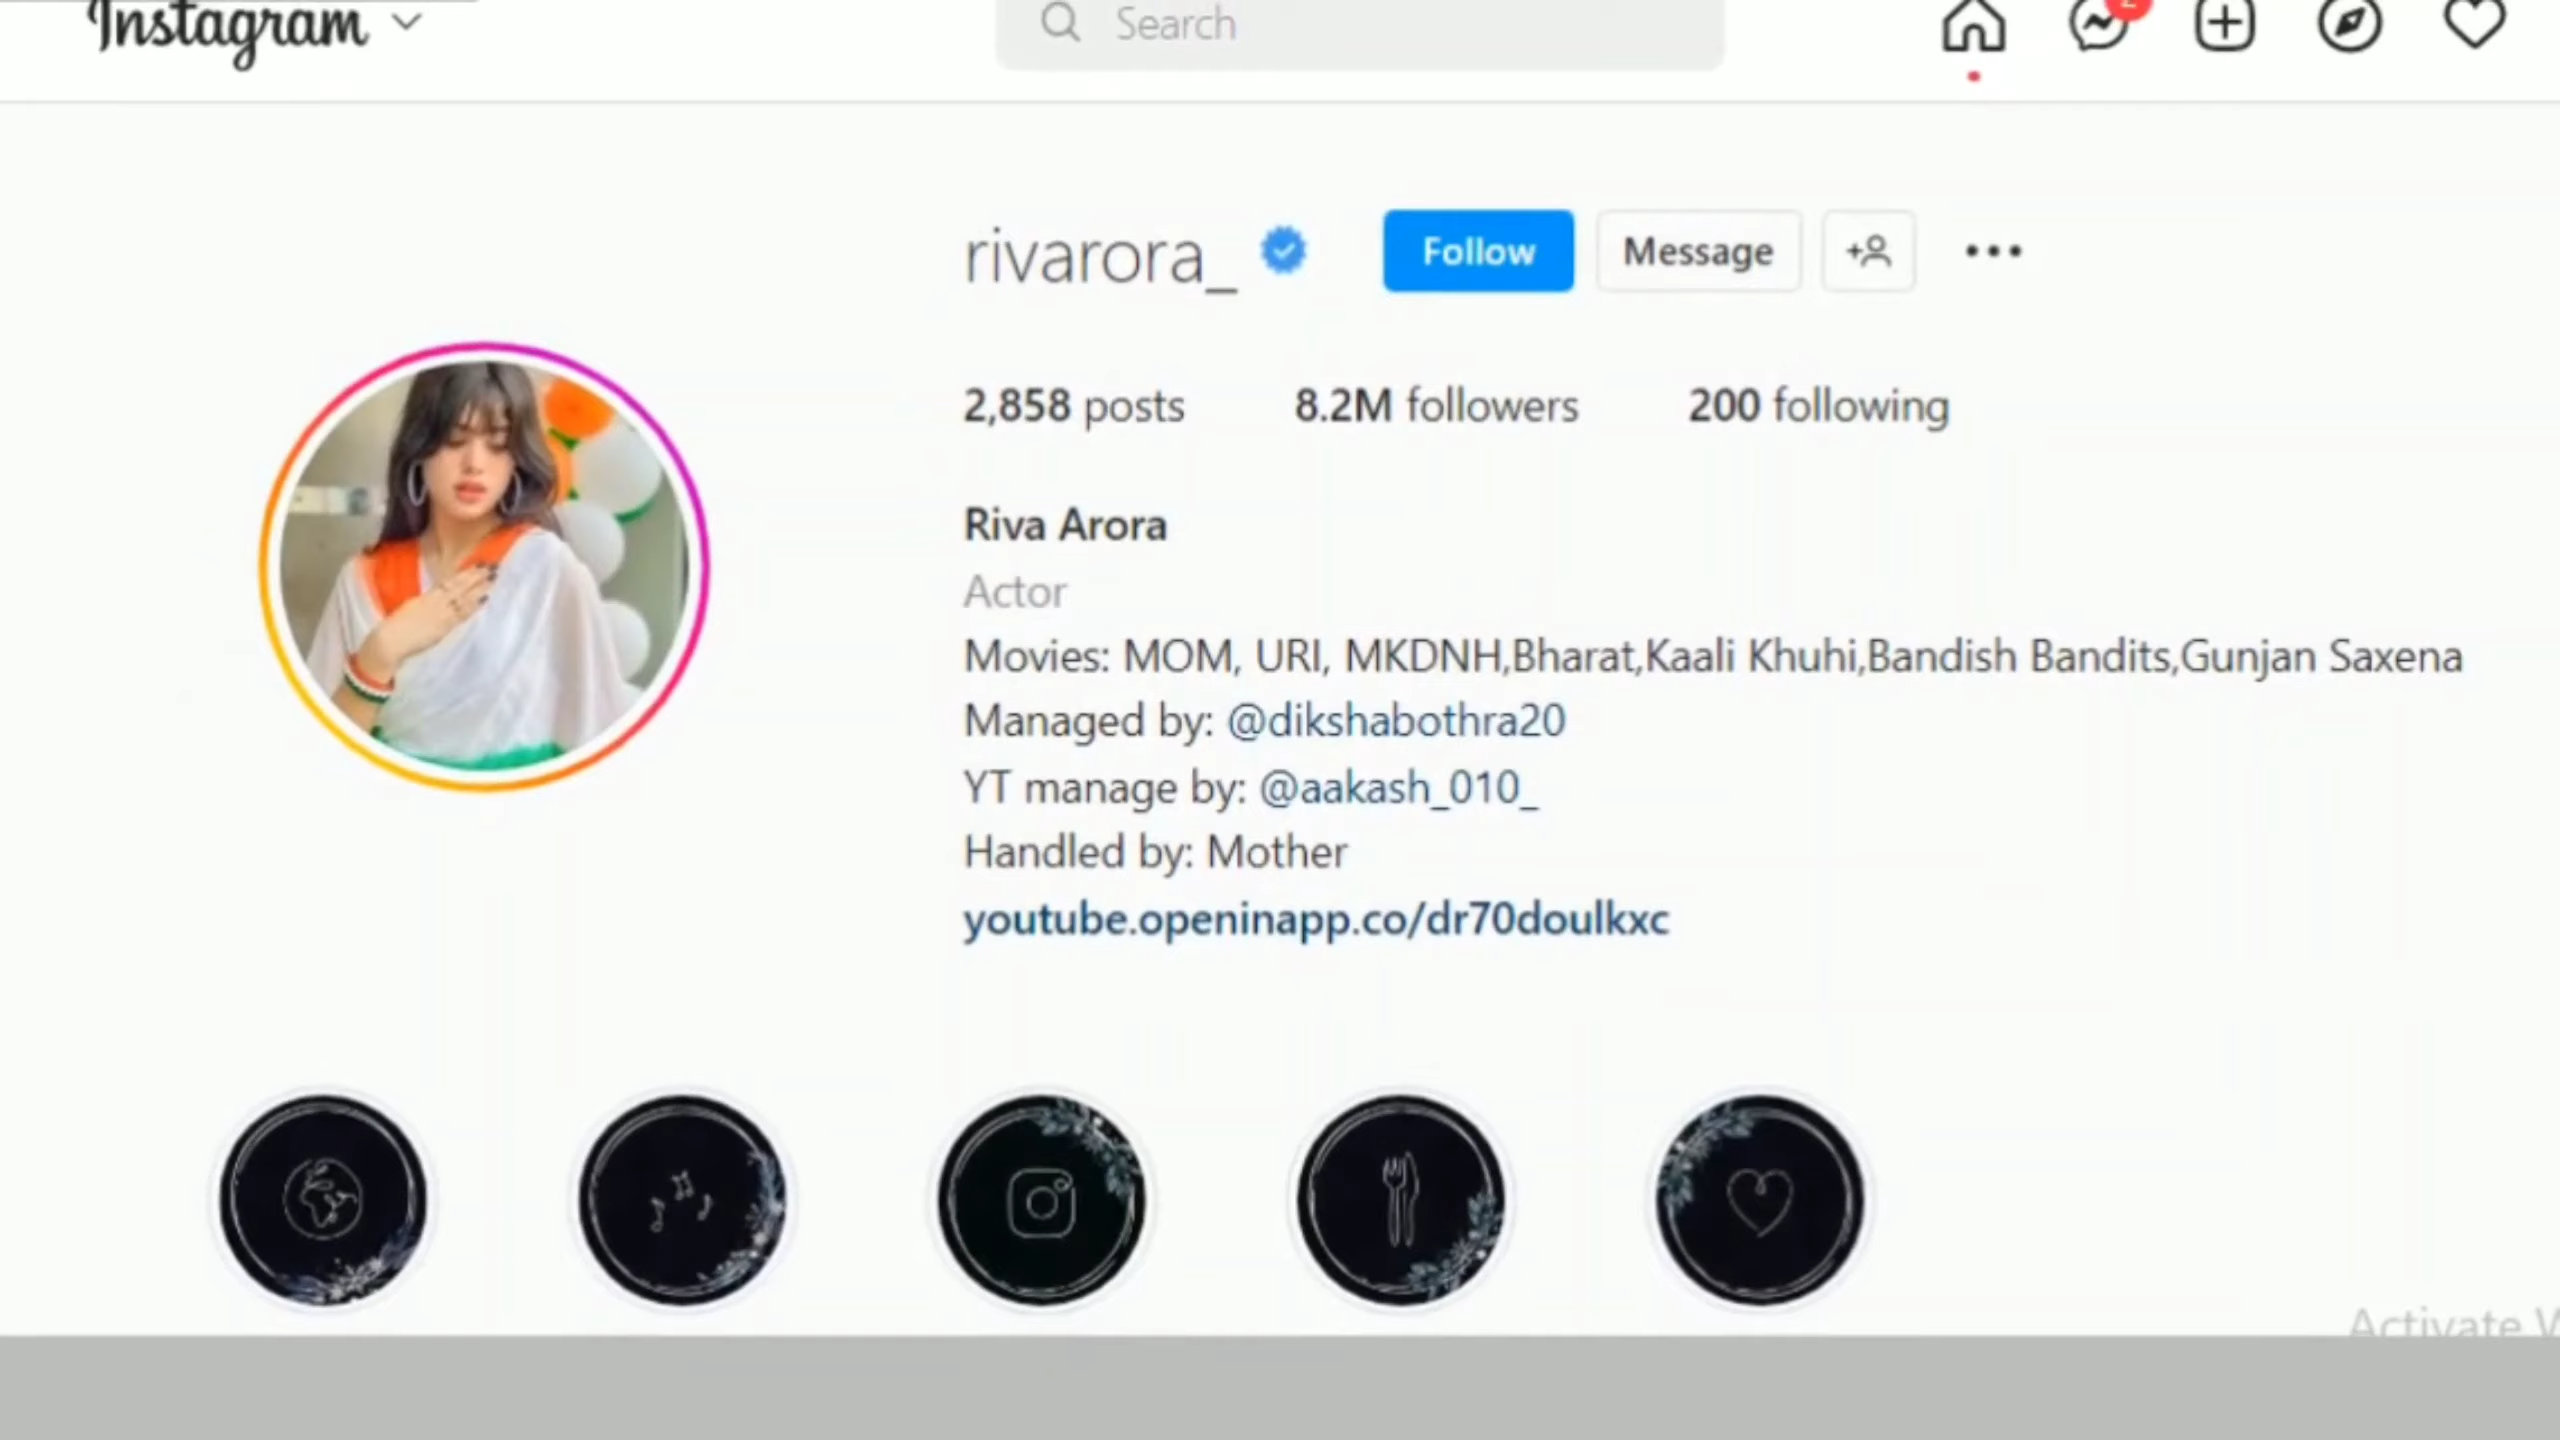 Instagram
Search
2
rivarora_
Follow
Message
2,858 posts
8.2M followers
200 following
Riva Arora
Actor
Movies: MOM, URI, MKDNH,Bharat,Kaali Khuhi,Bandish Bandits,Gunjan Saxena
Managed by: @dikshabothra20
YT manage by: @aakash_010_
Handled by: Mother
youtube.openinapp.co/dr70doulkxc
Activate